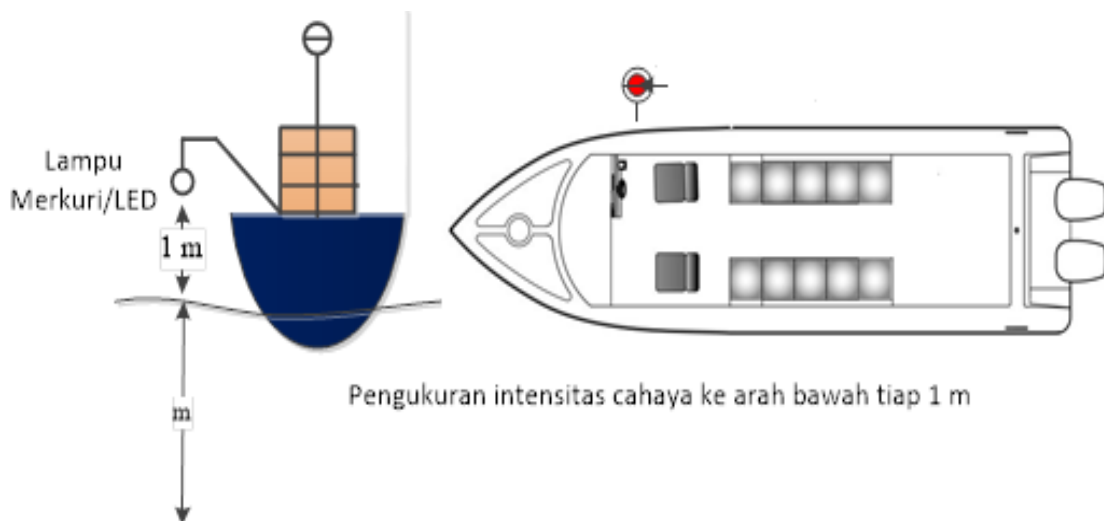 Lampu
Merkuri/LED
1 m
m
Pengukuran intensitas cahaya ke arah bawah tiap 1 m